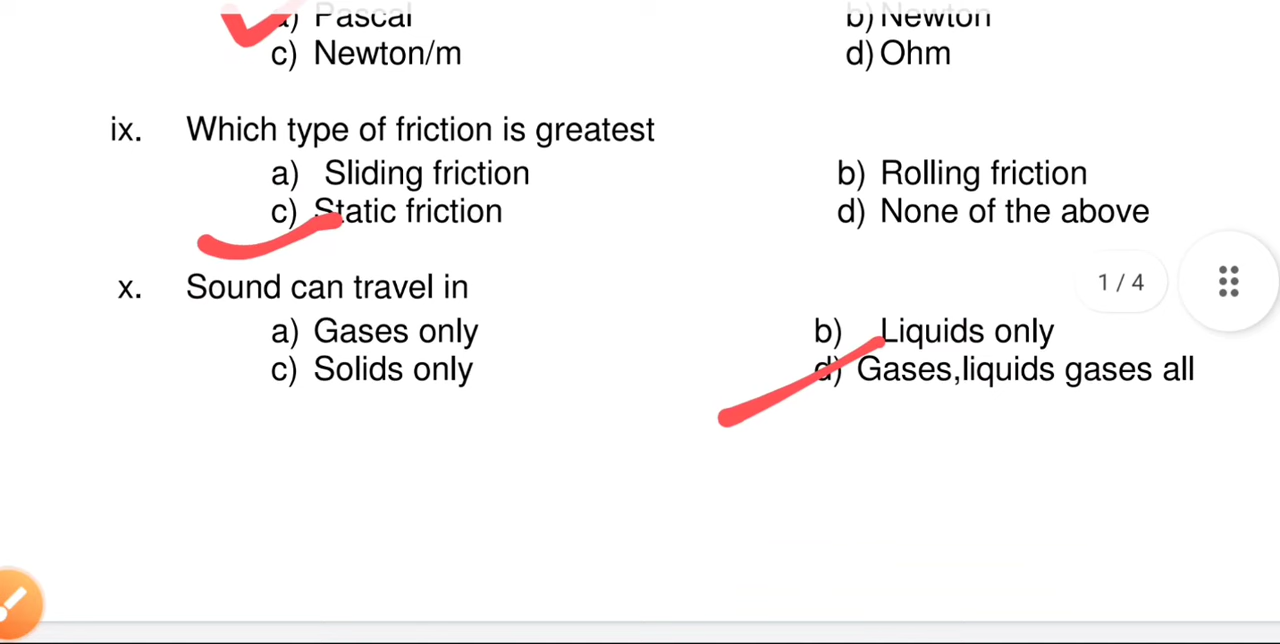 a) Pascal b) Newton
c) Newton/m d) Ohm
ix. Which type of friction is greatest
a) Sliding friction b) Rolling friction
c) Static friction d) None of the above
x. Sound can travel in
1 / 4
a) Gases only b) Liquids only
c) Solids only d) Gases,liquids gases all